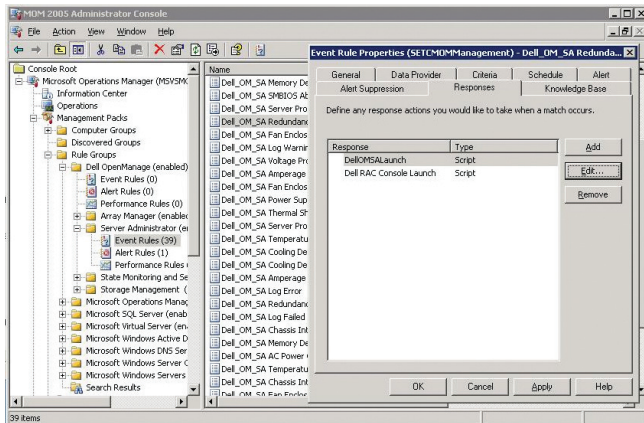 MOM 2005 Administrator Console
File Action View Window Help
Console Root
Microsoft Operations Manager (MSVSMO
Information Center
Operations
Management Packs
Computer Groups
Discovered Groups
Rule Groups
Dell OpenManage (enabled)
Event Rules (0)
Alert Rules (0)
Performance Rules (0)
Array Manager (enabled
Server Administrator (e
Event Rules (39)
Alert Rules (1)
Performance Rules
State Monitoring and Se
Storage Management (
Microsoft Operations Manag
Microsoft SQL Server (enab
Microsoft Virtual Server (en
Microsoft Windows Active D
Microsoft Windows DNS Ser
Microsoft Windows Server C
Microsoft Windows Servers
Search Results
39 items
Name
Dell_OM_SA Memory De
Dell_OM_SA SMBIOS Ab
Dell_OM_SA Server Pro
Dell_OM_SA Redundanc
Dell_OM_SA Fan Enclos
Dell_OM_SA Log Warnin
Dell_OM_SA Voltage Pro
Dell_OM_SA Amperage
Dell_OM_SA Fan Enclos
Dell_OM_SA Power Sup
Dell_OM_SA Thermal Sh
Dell_OM_SA Server Pro
Dell_OM_SA Temperatu
Dell_OM_SA Cooling De
Dell_OM_SA Cooling De
Dell_OM_SA Amperage
Dell_OM_SA Log Error
Dell_OM_SA Redundanc
Dell_OM_SA Log Failed
Dell_OM_SA Chassis Int
Dell_OM_SA Memory De
Dell_OM_SA AC Power
Dell_OM_SA Temperatu
Dell_OM_SA Chassis Int
Dell_OM_SA Fan Enclos
Event Rule Properties (SETCMOMManagement) - Dell_OM_SA Redunda...
General Data Provider Criteria Schedule Alert
Alert Suppression Responses Knowledge Base
Define any response actions you would like to take when a match occurs.
Response Type
DellOMSALaunch Script
Dell RAC Console Launch Script
Add
Edit...
Remove
OK Cancel Apply Help